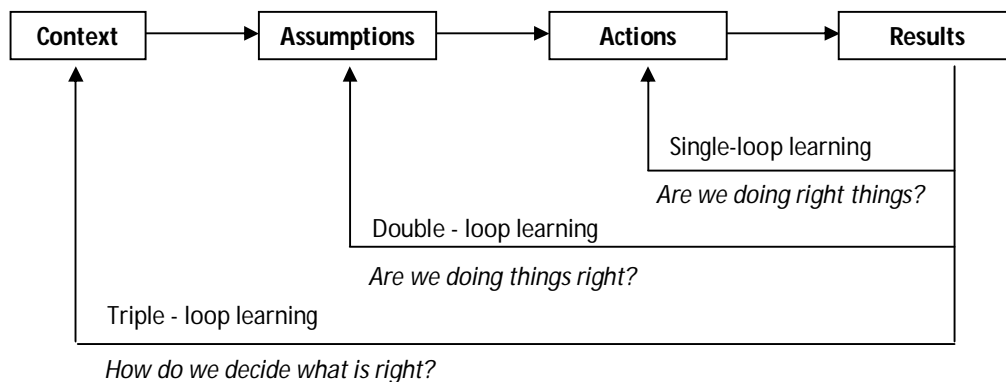 Context
Assumptions
Actions
Results
Single-loop learning
Are we doing right things?
Double - loop learning
Are we doing things right?
Triple - loop learning
How do we decide what is right?